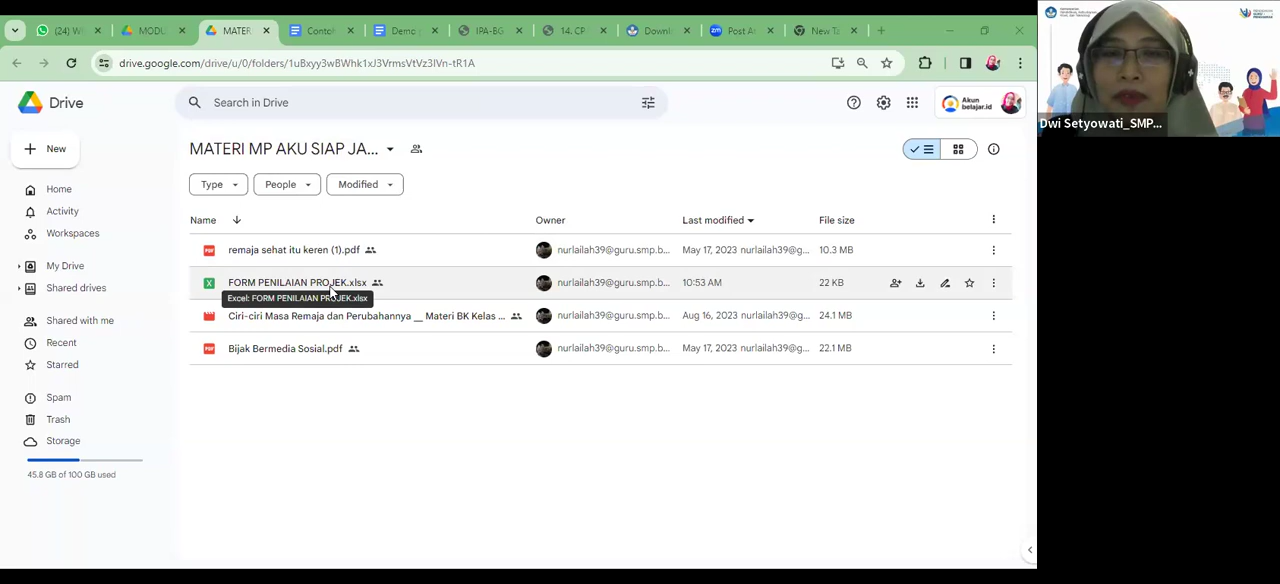 (24) W
MODU
MATER
Contol
Demo
IPA-BG
14. CP
Downl
Post A
New Ta
drive.google.com/drive/u/0/folders/
Drive
Search in Drive
Akun
belajar.id
New
MATERI MP AKU SIAP JA...
Type
People
Modified
Home
Activity
Workspaces
My Drive
Shared drives
Shared with me
Recent
Starred
Spam
Trash
Storage
45.8 GB of 100 GB used
Name Owner Last modified File size
remaja sehat itu keren (1).pdf nurlailah39@guru.smp.b... May 17, 2023 nurlailah39@g... 10.3 MB
FORM PENILAIAN PROJEK.xlsx nurlailah39@guru.smp.b... 10:53 AM 22 KB
Excel: FORM PENILAIAN PROJEK.xlsx
Ciri-ciri Masa Remaja dan Perubahannya __ Materi BK Kelas ... nurlailah39@guru.smp.b... Aug 16, 2023 nurlailah39@g... 24.1 MB
Bijak Bermedia Sosial.pdf nurlailah39@guru.smp.b... May 17, 2023 nurlailah39@g... 22.1 MB
Dwi Setyowati_SMP...